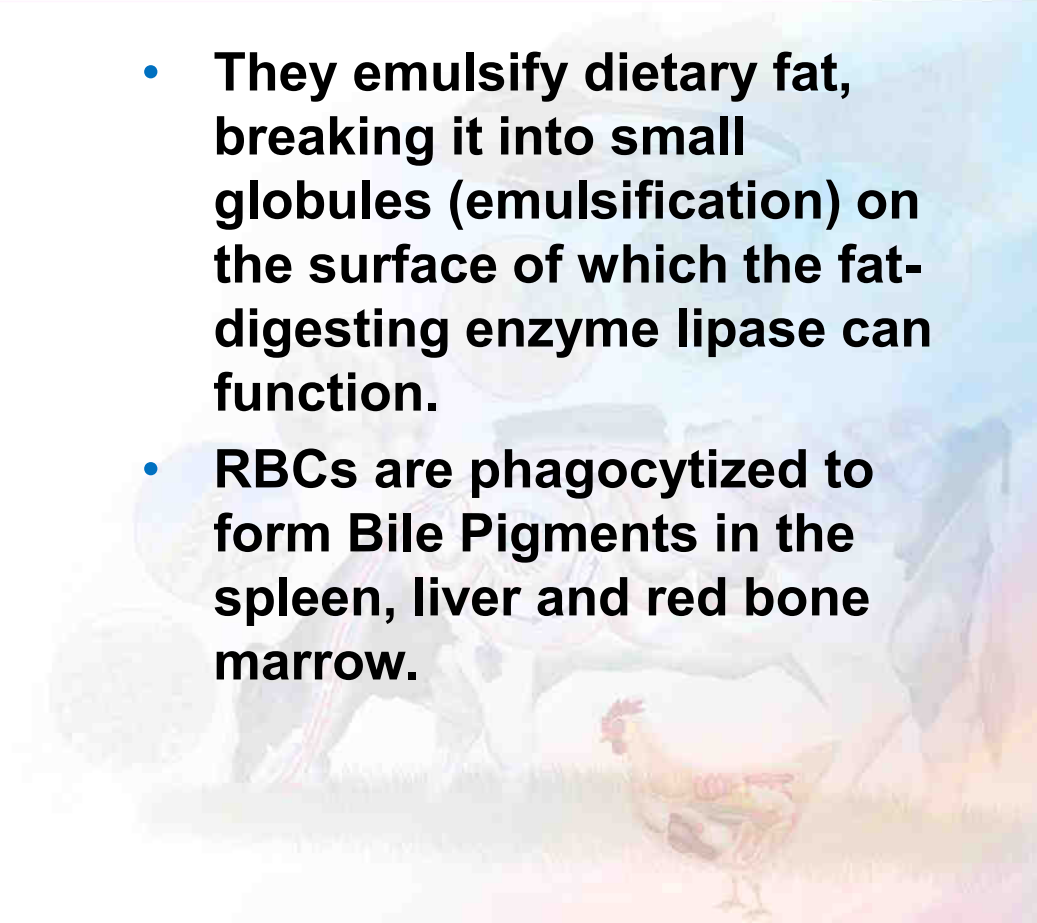 • They emulsify dietary fat,
breaking it into small
globules (emulsification) on
the surface of which the fat-
digesting enzyme lipase can
function.
• RBCs are phagocytized to
form Bile Pigments in the
spleen, liver and red bone
marrow.